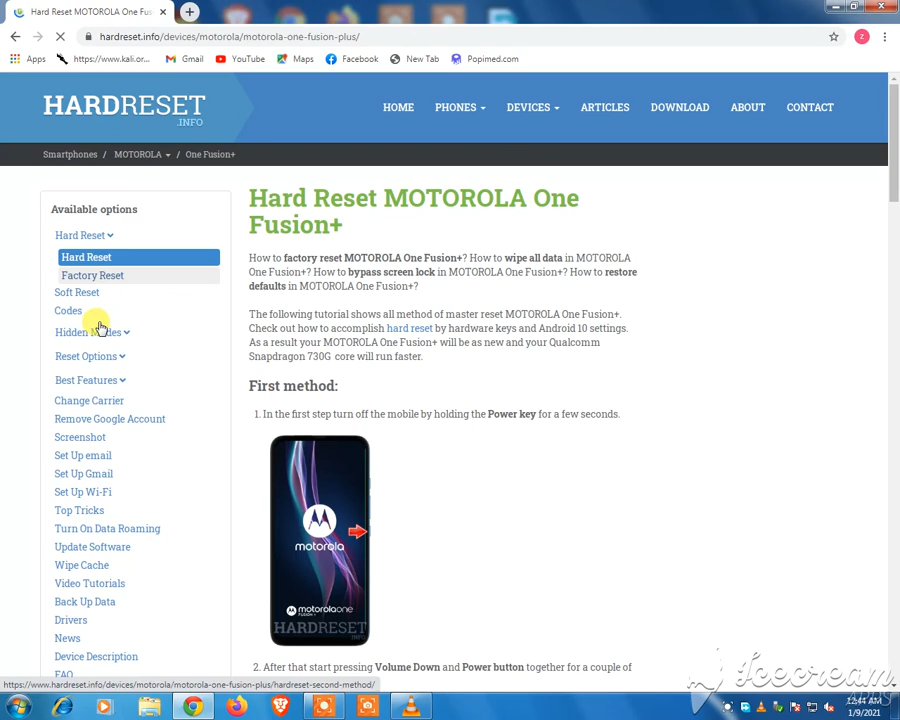 Hard Reset MOTOROLA One Fus
hardreset.info/devices/motorola/motorola-one-fusion-plus/
Z
Apps https://www.kali.or... Gmail YouTube Maps Facebook New Tab Popimed.com
HARDRESET
.INFO
HOME PHONES DEVICES ARTICLES DOWNLOAD ABOUT CONTACT
Smartphones / MOTOROLA / One Fusion+
Available options
Hard Reset
Hard Reset
Factory Reset
Soft Reset
Codes
Hidden Modes
Reset Options
Best Features
Change Carrier
Remove Google Account
Screenshot
Set Up email
Set Up Gmail
Set Up Wi-Fi
Top Tricks
Turn On Data Roaming
Update Software
Wipe Cache
Video Tutorials
Back Up Data
Drivers
News
Device Description
FAQ
Hard Reset MOTOROLA One
Fusion+
How to factory reset MOTOROLA One Fusion+? How to wipe all data in MOTOROLA
One Fusion+? How to bypass screen lock in MOTOROLA One Fusion+? How to restore
defaults in MOTOROLA One Fusion+?
The following tutorial shows all method of master reset MOTOROLA One Fusion+.
Check out how to accomplish hard reset by hardware keys and Android 10 settings.
As a result your MOTOROLA One Fusion+ will be as new and your Qualcomm
Snapdragon 730G core will run faster.
First method:
1. In the first step turn off the mobile by holding the Power key for a few seconds.
motorola
motorola one
FUSION+
HARDRESET
.INFO
2. After that start pressing Volume Down and Power button together for a couple of
https://www.hardreset.info/devices/motorola/motorola-one-fusion-plus/hardreset-second-method/
Icecream
APPS
12:44 AM
1/9/2021